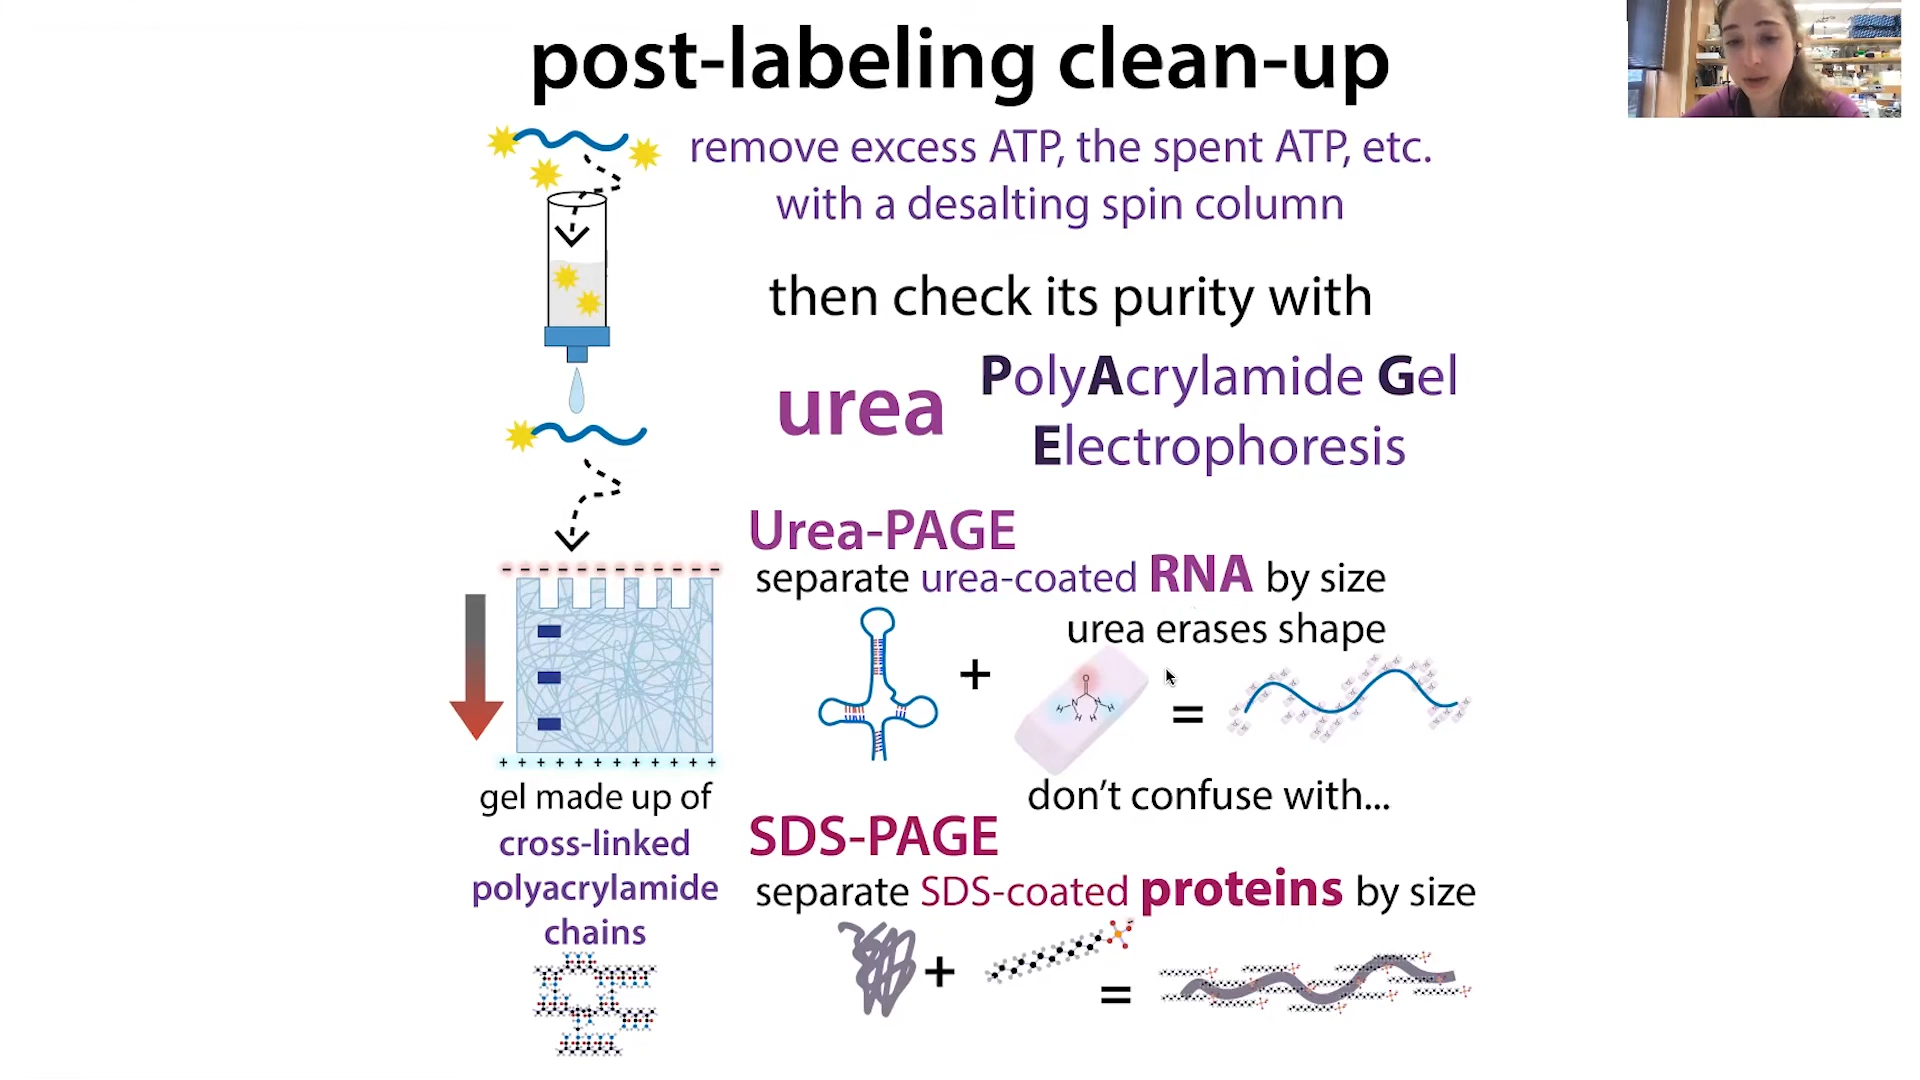 post-labeling clean-up
remove excess ATP, the spent ATP, etc.
with a desalting spin column
then check its purity with
urea
PolyAcrylamide Gel
Electrophoresis
Urea-PAGE
separate urea-coated RNA by size
urea erases shape
- - - - - - - - - - - - -
+ + + + + + + + + + + + +
+
O
H N N H
H H
=
gel made up of
cross-linked
polyacrylamide
chains
don't confuse with...
SDS-PAGE
separate SDS-coated proteins by size
+
=